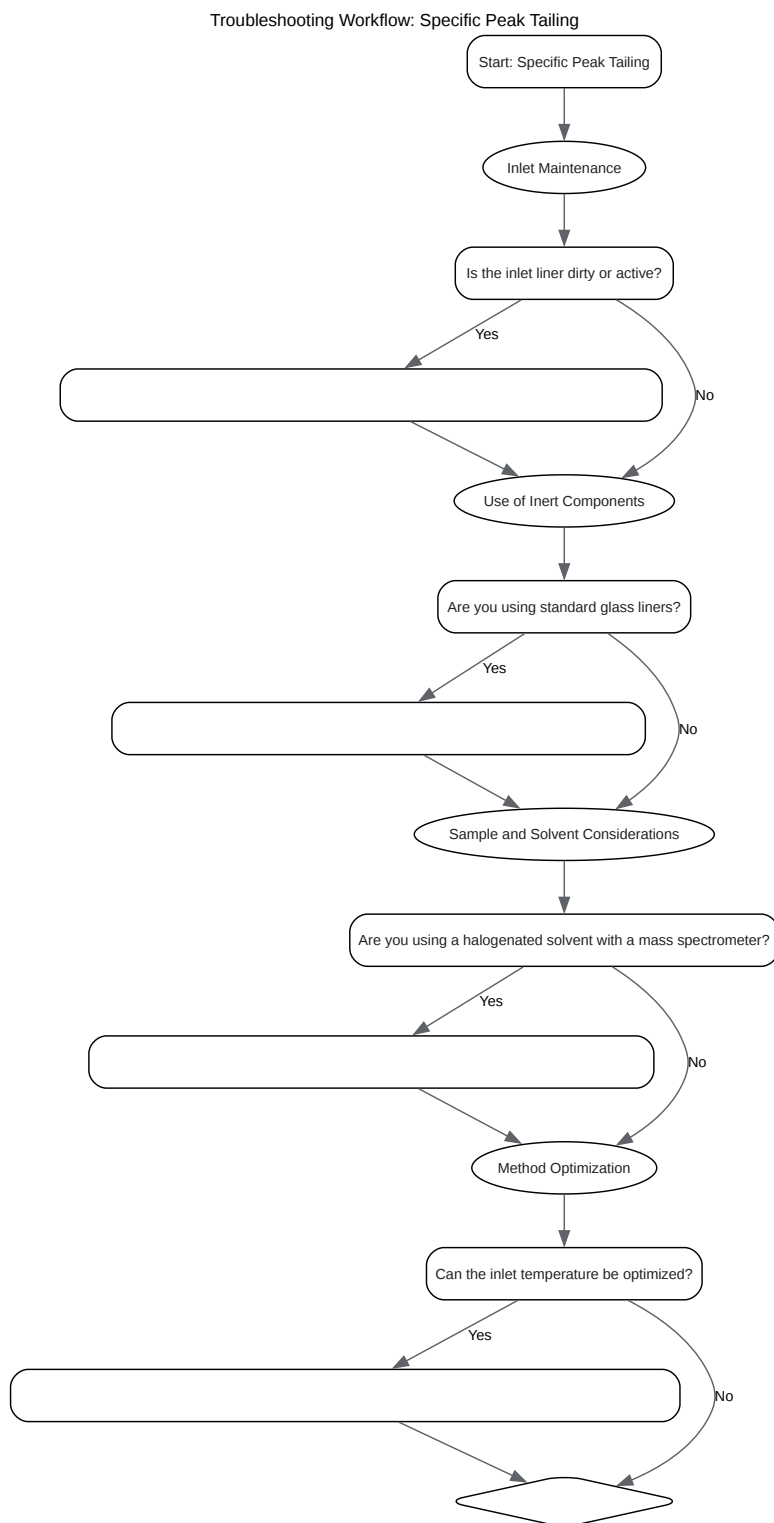 Troubleshooting Workflow: Specific Peak Tailing
Start: Specific Peak Tailing
Inlet Maintenance
Is the inlet liner dirty or active?
Yes
No
Use of Inert Components
Are you using standard glass liners?
Yes
No
Sample and Solvent Considerations
Are you using a halogenated solvent with a mass spectrometer?
Yes
No
Method Optimization
Can the inlet temperature be optimized?
Yes
No